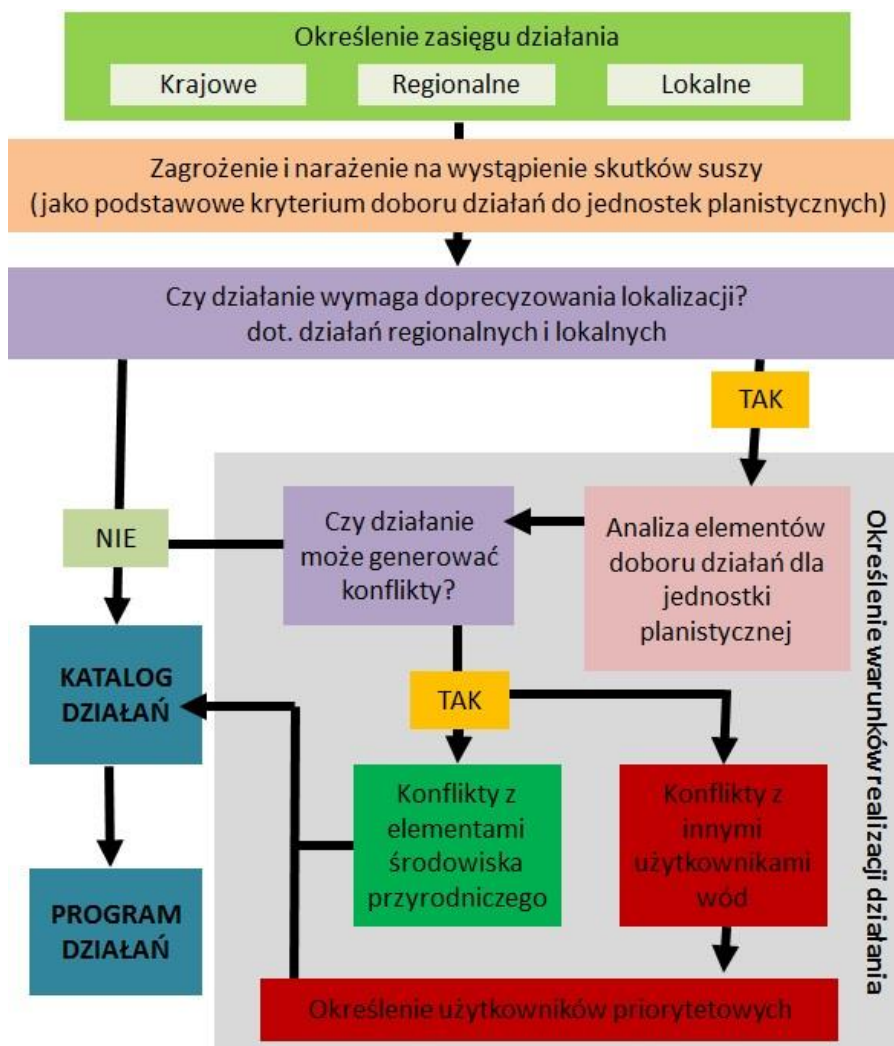 Określenie zasięgu działania
Krajowe
Regionalne
Lokalne
Zagrożenie i narażenie na wystąpienie skutków suszy
(jako podstawowe kryterium doboru działań do jednostek planistycznych)
Czy działanie wymaga doprecyzowania lokalizacji?
dot. działań regionalnych i lokalnych
TAK
NIE
Czy działanie
może generować
konflikty?
Analiza elementów
doboru działań dla
jednostki
planistycznej
Określenie warunków realizacji działania
KATALOG
DZIAŁAŃ
TAK
Konflikty z
elementami
środowiska
przyrodniczego
Konflikty z
innymi
użytkownikami
wód
PROGRAM
DZIAŁAŃ
Określenie użytkowników priorytetowych